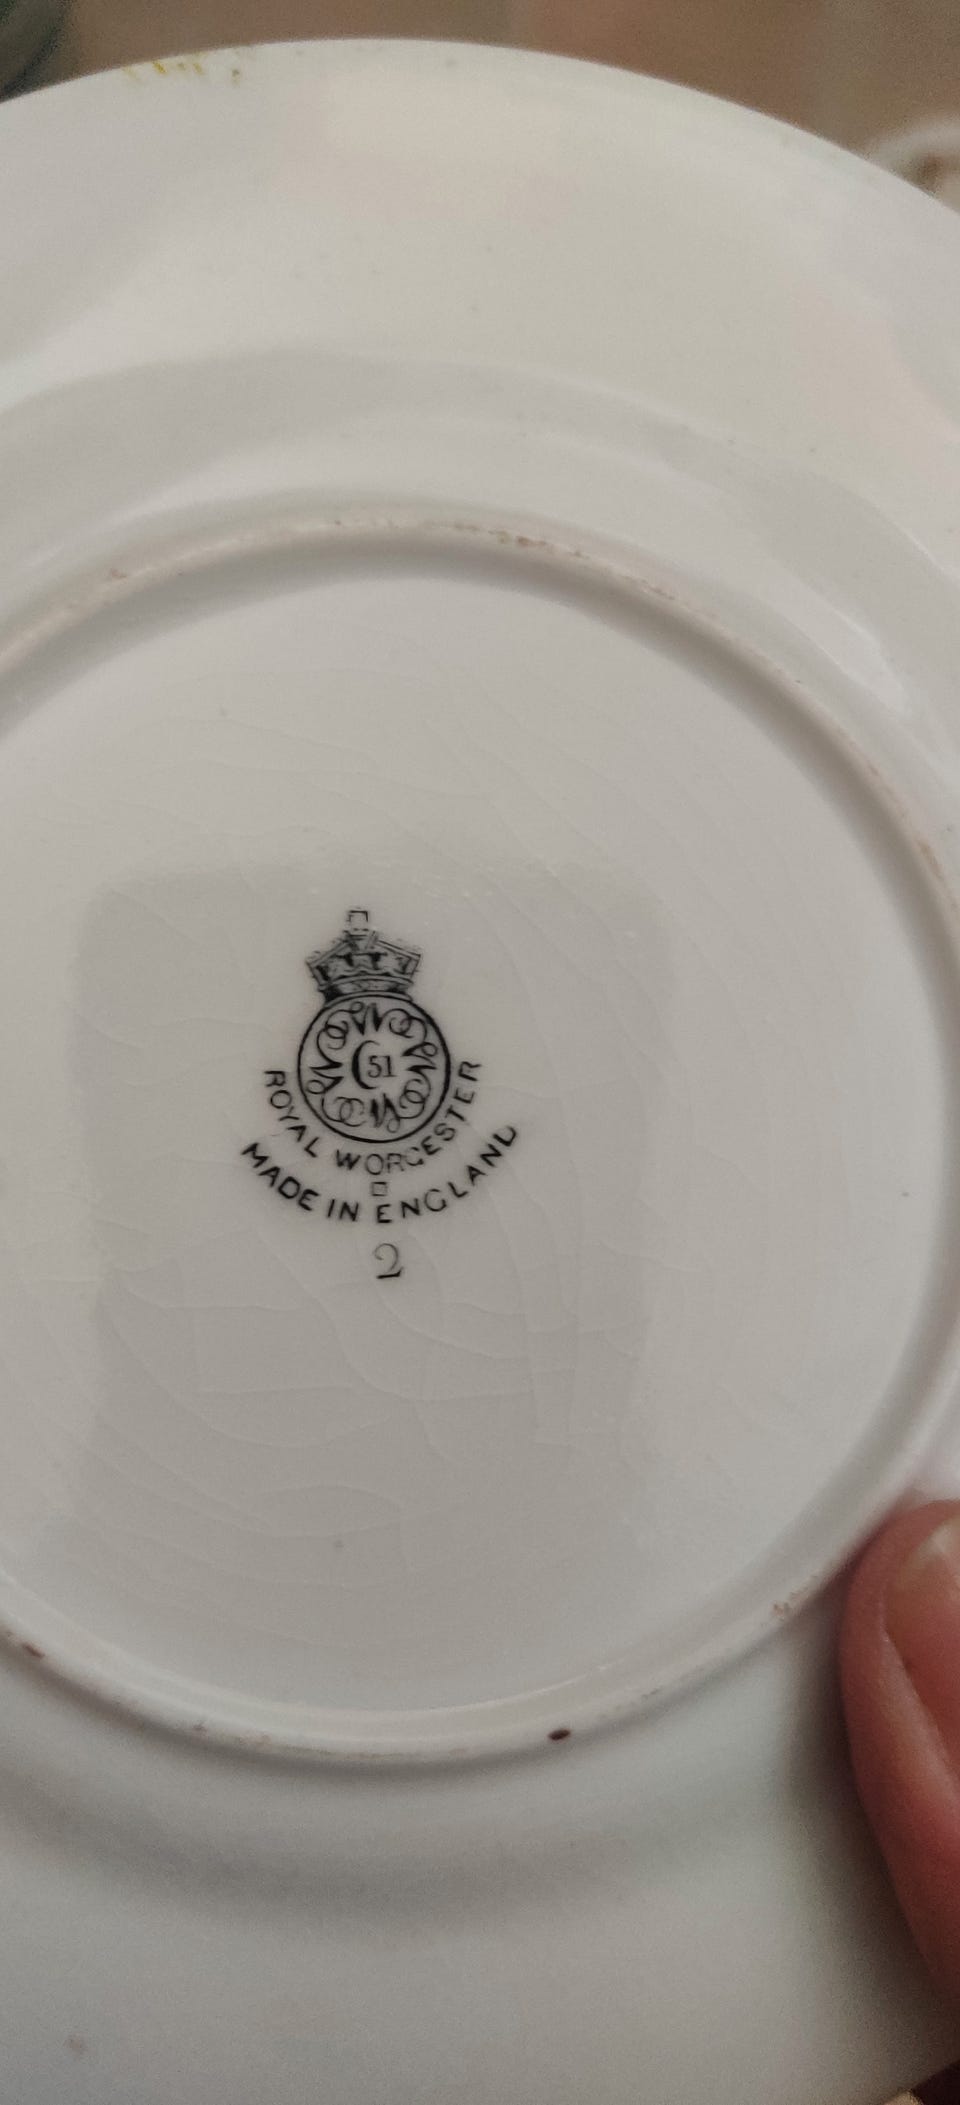 51
ROYAL WORCESTER
MADE IN ENGLAND
2